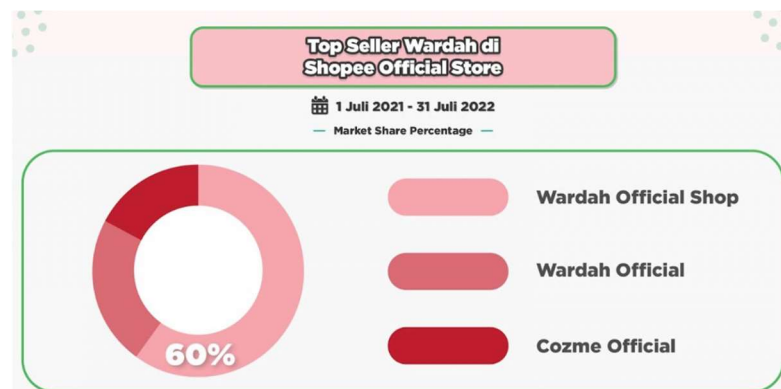 Top Seller Wardah di
Shopee Official Store
1 Juli 2021 - 31 Juli 2022
— Market Share Percentage —
Wardah Official Shop
Wardah Official
60%
Cozme Official